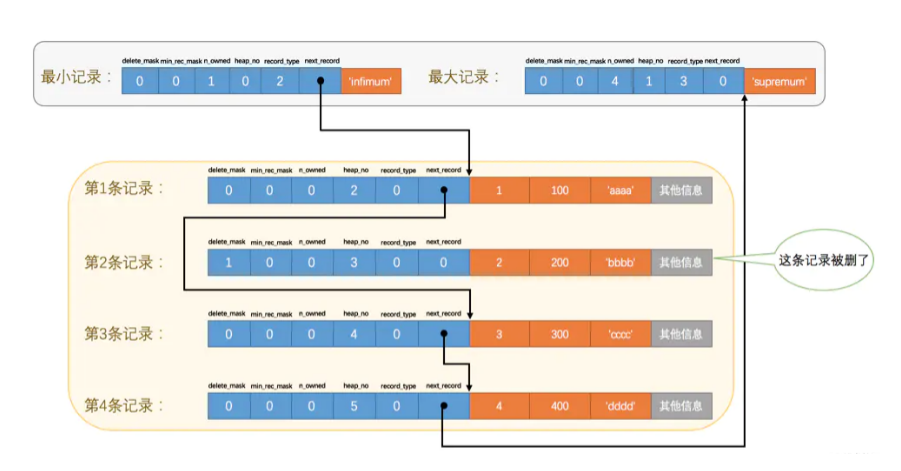 delete_mask min_rec_mask n_owned heap_no record_type next_record
最小记录： 0 0 1 0 2 'infimum'
delete_mask min_rec_mask n_owned heap_no record_type next_record
最大记录： 0 0 4 1 3 0 'supremum'
delete_mask min_rec_mask n_owned heap_no record_type next_record
第1条记录： 0 0 0 2 0 1 100 'aaaa' 其他信息
delete_mask min_rec_mask n_owned heap_no record_type next_record
第2条记录： 1 0 0 3 0 0 2 200 'bbbb' 其他信息
这条记录被删了
delete_mask min_rec_mask n_owned heap_no record_type next_record
第3条记录： 0 0 0 4 0 3 300 'cccc' 其他信息
delete_mask min_rec_mask n_owned heap_no record_type next_record
第4条记录： 0 0 0 5 0 4 400 'dddd' 其他信息